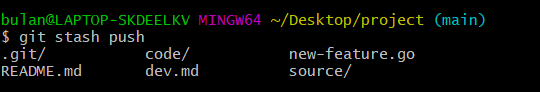 bulan@LAPTOP-SKDEELKV MINGW64 ~/Desktop/project (main)
$ git stash push
.git/ code/ new-feature.go
README.md dev.md source/